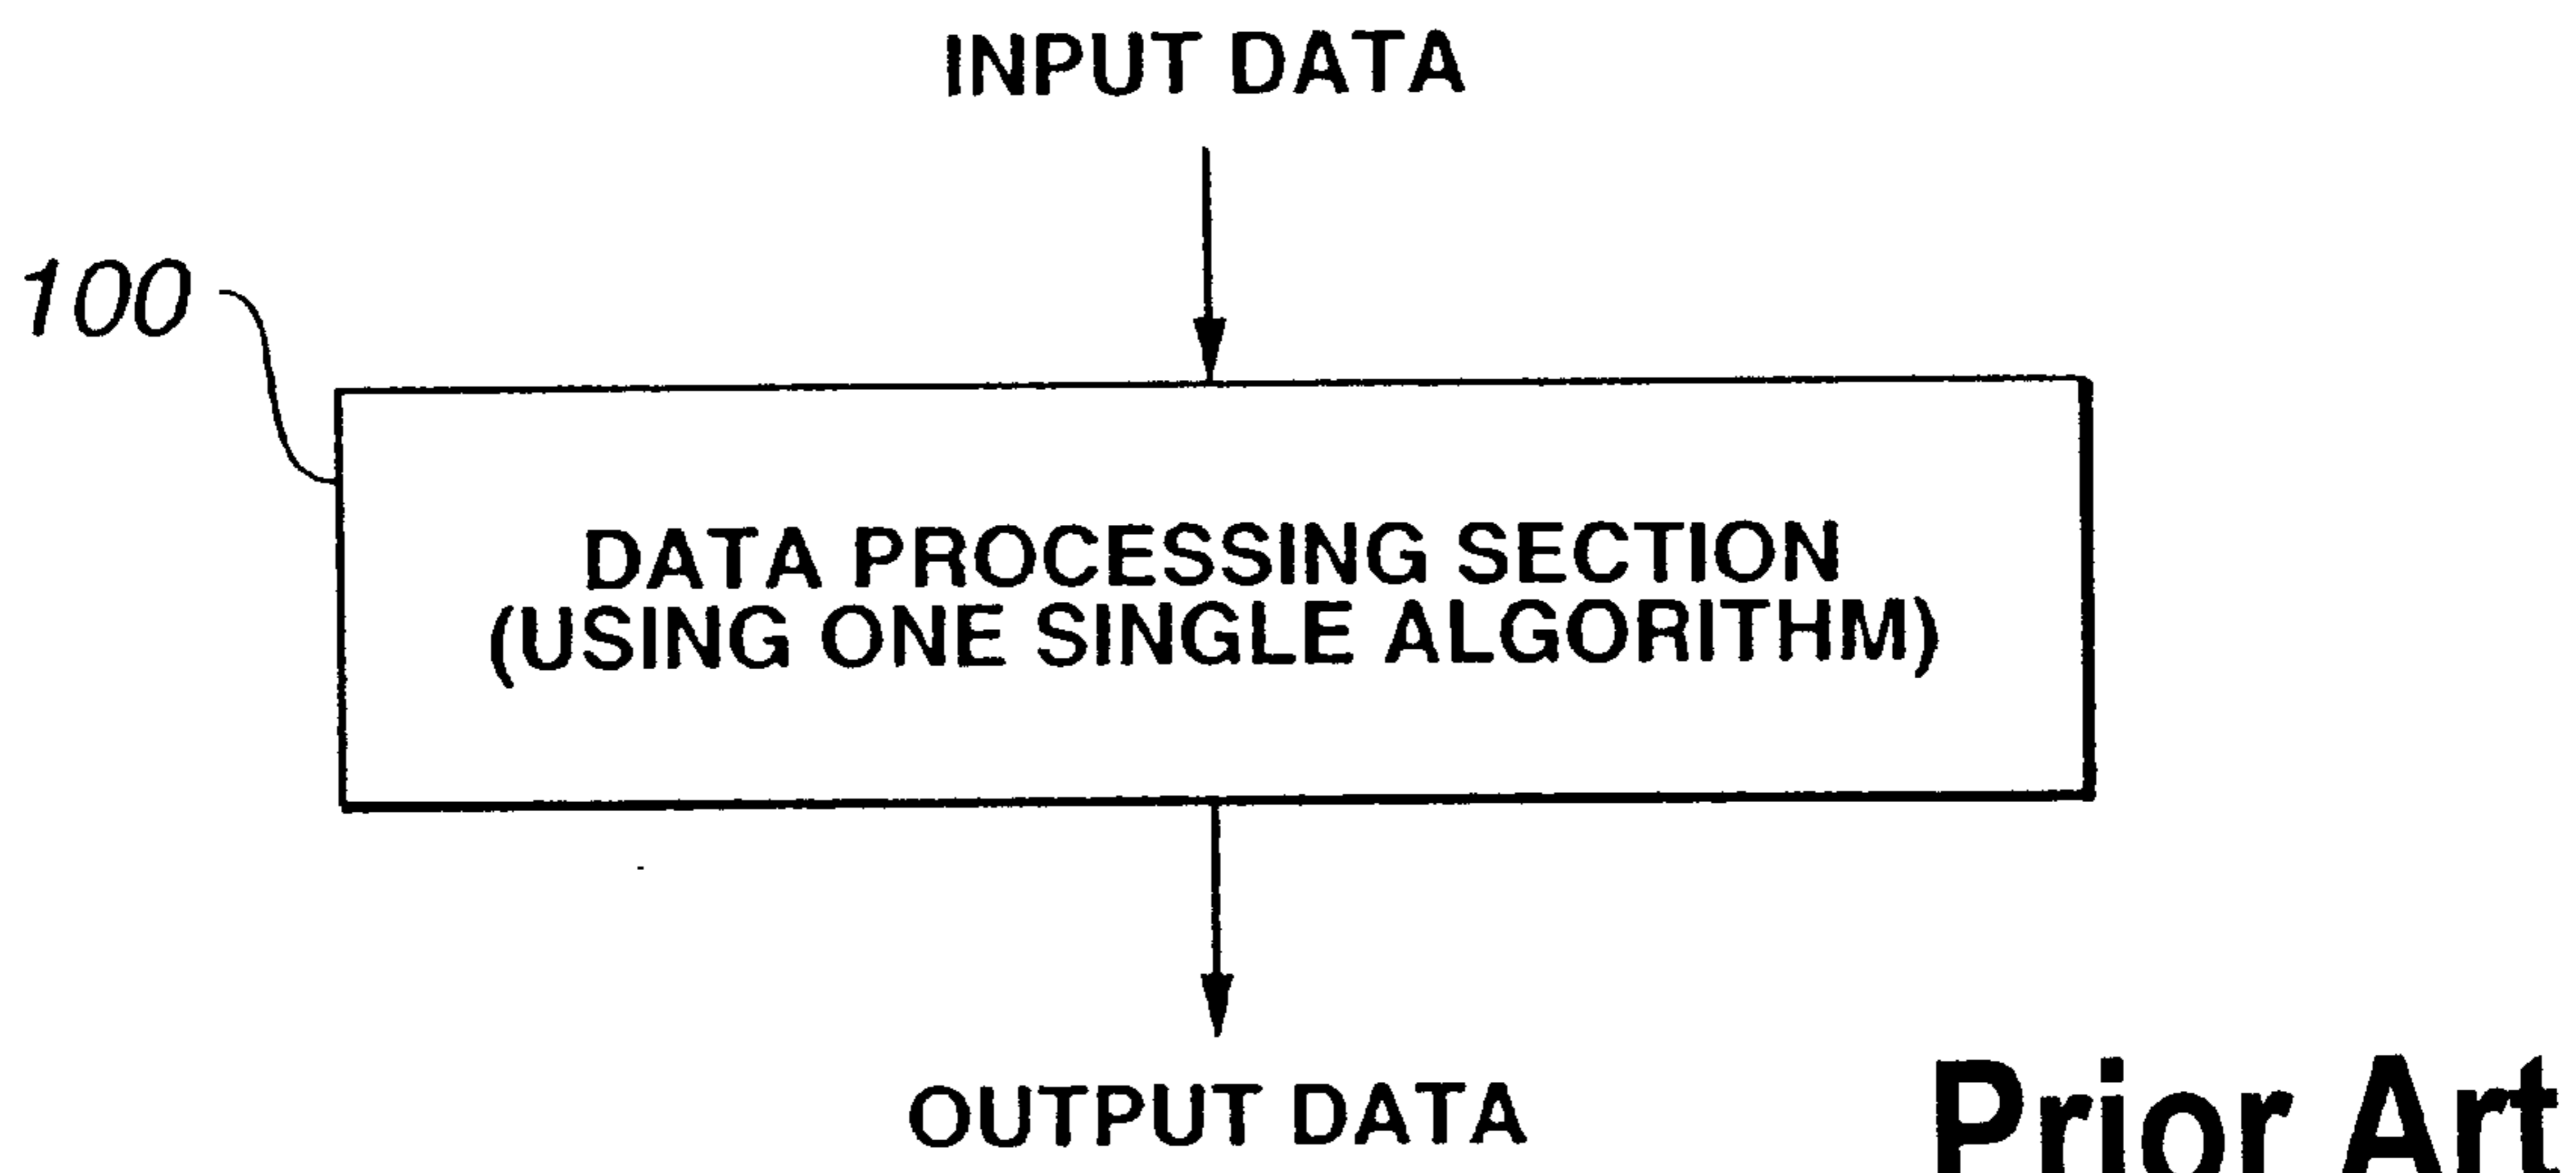 INPUT DATA
100
DATA PROCESSING SECTION
(USING ONE SINGLE ALGORITHM)
OUTPUT DATA
Prior Art